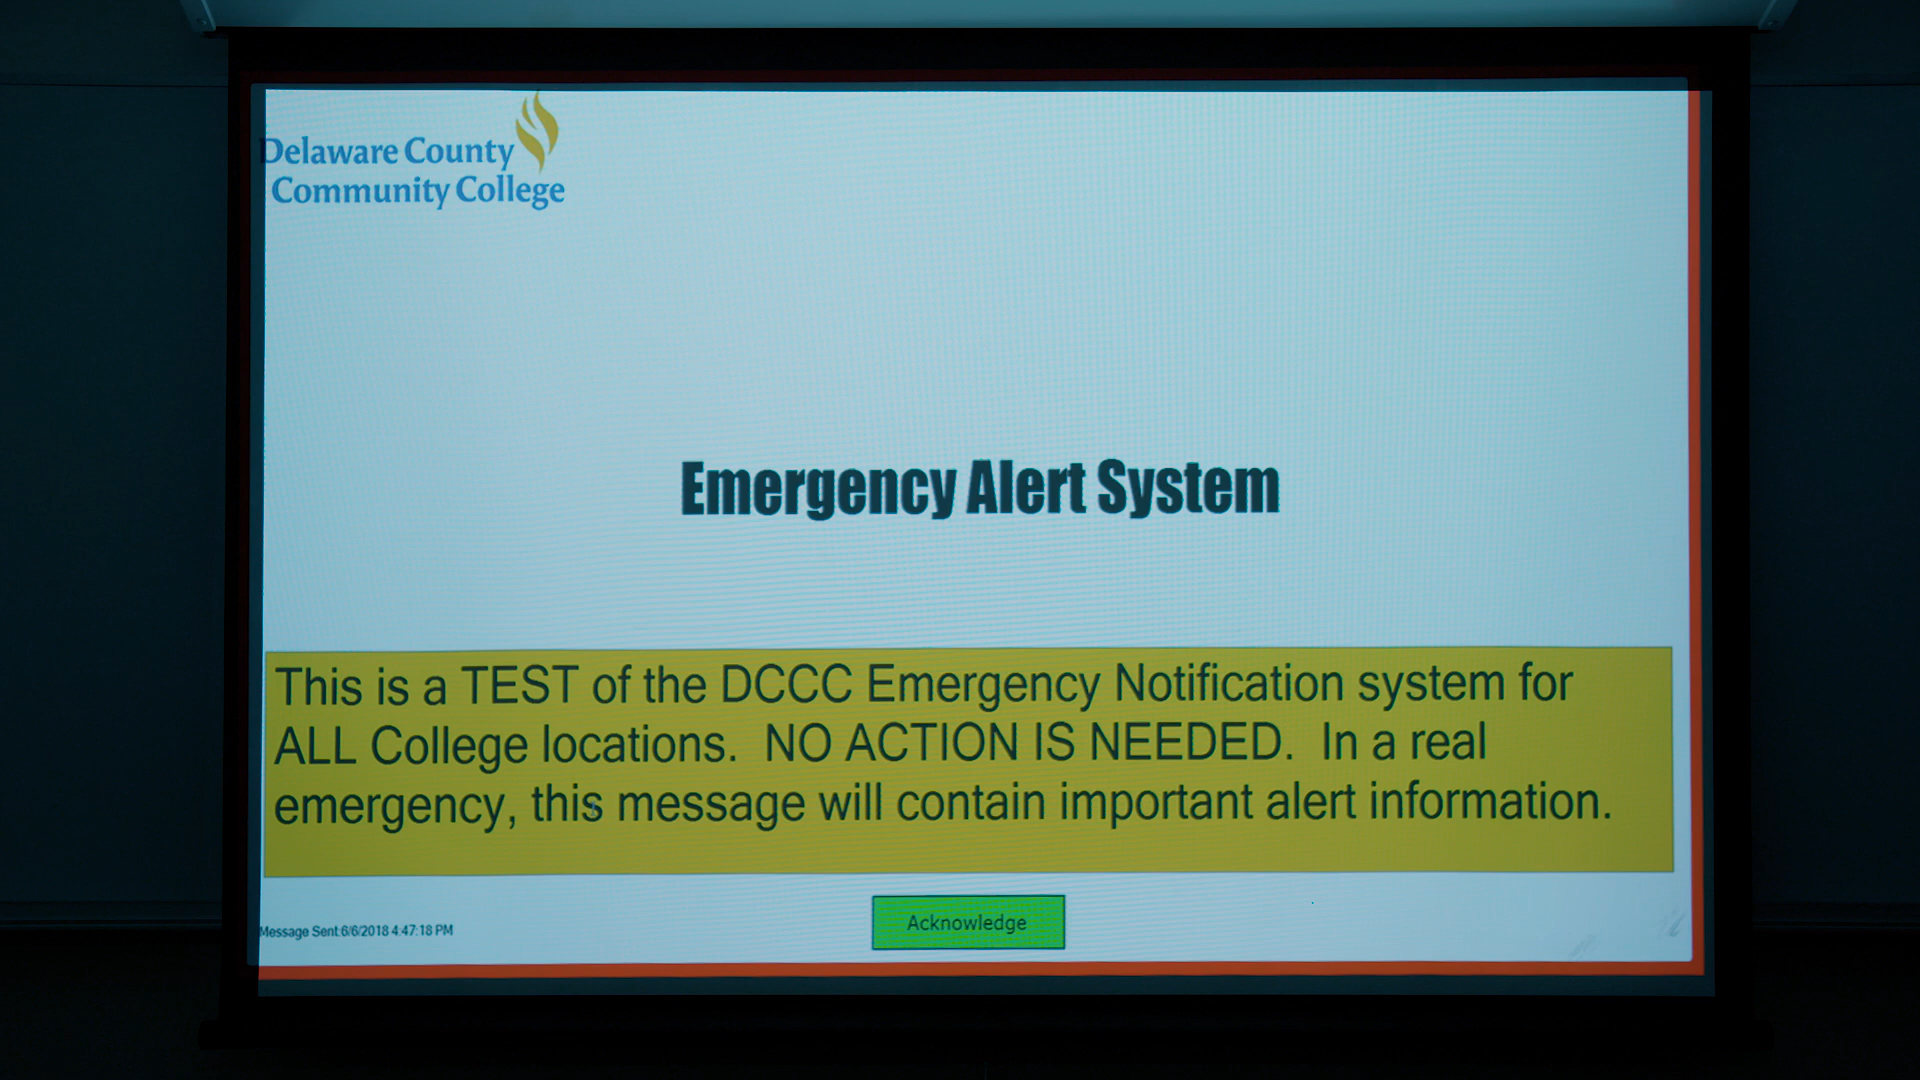 Delaware County
Community College
Emergency Alert System
This is a TEST of the DCCC Emergency Notification system for
ALL College locations.  NO ACTION IS NEEDED.  In a real
emergency, this message will contain important alert information.
Acknowledge
Message Sent:6/6/2018 4:47:18 PM